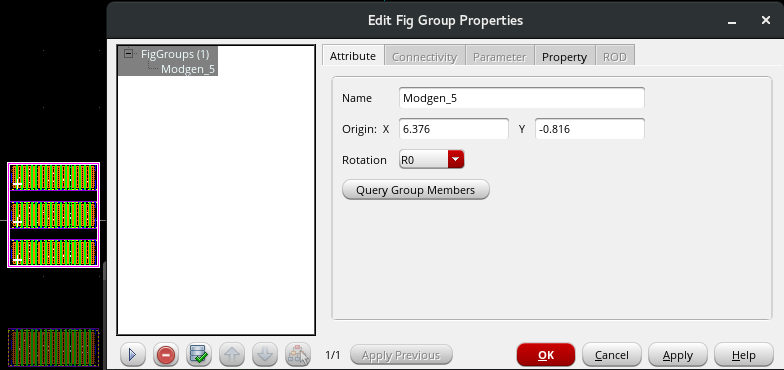 Edit Fig Group Properties
FigGroups (1)
Modgen_5
Attribute Connectivity Parameter Property ROD
Name Modgen_5
Origin: X 6.376 Y -0.816
Rotation R0
Query Group Members
1/1 Apply Previous OK Cancel Apply Help